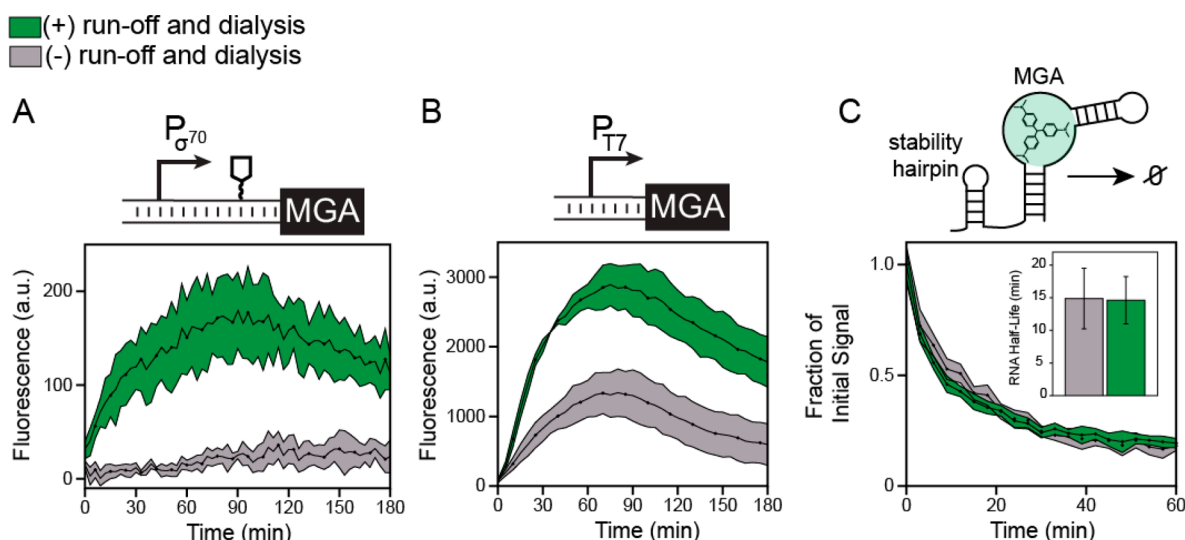 (+) run-off and dialysis
(-) run-off and dialysis
A
Pσ70
MGA
Fluorescence (a.u.)
200
100
0
0 30 60 90 120 150 180
Time (min)
B
PT7
MGA
Fluorescence (a.u.)
3000
2000
1000
0
0 30 60 90 120 150 180
Time (min)
C
MGA
stability
hairpin
Ø
Fraction of
Initial Signal
1.0
0.5
0
0 20 40 60
Time (min)
RNA Half-Life (min)
20
15
10
5
0